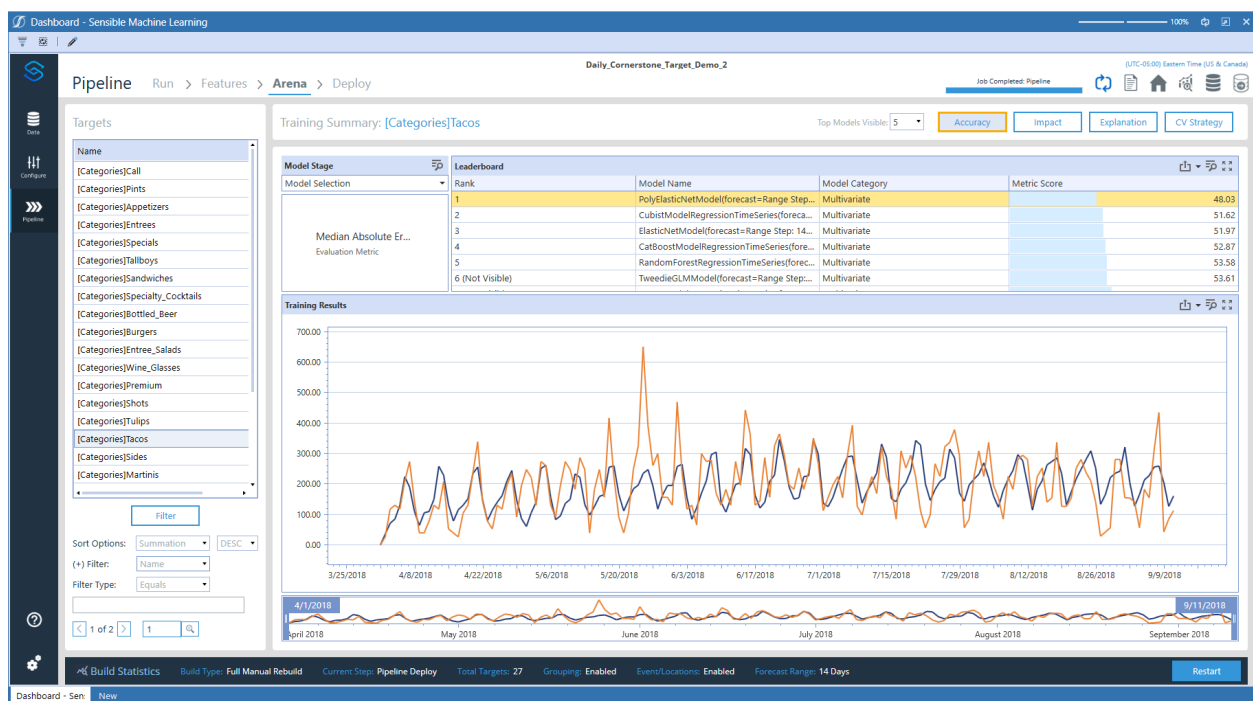 Dashboard - Sensible Machine Learning
100%
Daily_Cornerstone_Target_Demo_2
(UTC-05:00) Eastern Time (US & Canada)
Pipeline Run > Features > Arena > Deploy
Job Completed: Pipeline
Data
Configure
Pipeline
Targets
Name
[Categories]Call
[Categories]Pints
[Categories]Appetizers
[Categories]Entrees
[Categories]Specials
[Categories]Tallboys
[Categories]Sandwiches
[Categories]Specialty_Cocktails
[Categories]Bottled_Beer
[Categories]Burgers
[Categories]Entree_Salads
[Categories]Wine_Glasses
[Categories]Premium
[Categories]Shots
[Categories]Tulips
[Categories]Tacos
[Categories]Sides
[Categories]Martinis
Filter
Sort Options: Summation DESC
(+) Filter: Name
Filter Type: Equals
1 of 2 1
Training Summary: [Categories]Tacos
Top Models Visible: 5
Accuracy Impact Explanation CV Strategy
Model Stage
Model Selection
Median Absolute Er...
Evaluation Metric
Leaderboard
Rank Model Name Model Category Metric Score
1 PolyElasticNetModel(forecast=Range Step... Multivariate 48.03
2 CubistModelRegressionTimeSeries(foreca... Multivariate 51.62
3 ElasticNetModel(forecast=Range Step: 14... Multivariate 51.97
4 CatBoostModelRegressionTimeSeries(fore... Multivariate 52.87
5 RandomForestRegressionTimeSeries(forec... Multivariate 53.58
6 (Not Visible) TweedieGLMModel(forecast=Range Step:... Multivariate 53.61
Training Results
700.00
600.00
500.00
400.00
300.00
200.00
100.00
0.00
3/25/2018 4/8/2018 4/22/2018 5/6/2018 5/20/2018 6/3/2018 6/17/2018 7/1/2018 7/15/2018 7/29/2018 8/12/2018 8/26/2018 9/9/2018
4/1/2018 9/11/2018
April 2018 May 2018 June 2018 July 2018 August 2018 September 2018
Build Statistics Build Type: Full Manual Rebuild Current Step: Pipeline Deploy Total Targets: 27 Grouping: Enabled Event/Locations: Enabled Forecast Range: 14 Days Restart
Dashboard - Sen: New